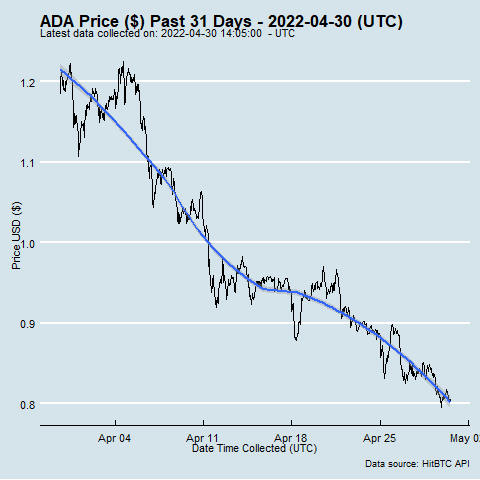 ADA Price ($) Past 31 Days - 2022-04-30 (UTC)
Latest data collected on: 2022-04-30 14:05:00 - UTC
1.2
1.1
1.0
0.9
0.8
Price USD ($)
Apr 04 Apr 11 Apr 18 Apr 25 May 0
Date Time Collected (UTC)
Data source: HitBTC API